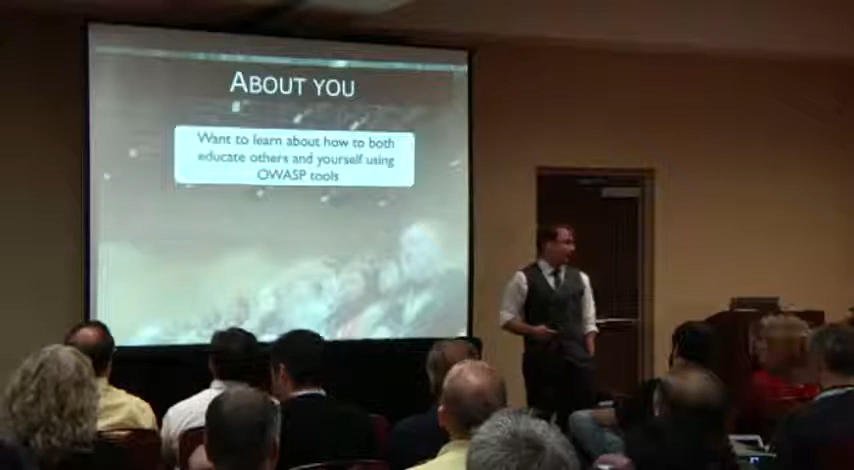 ABOUT YOU
Want to learn about how to both
educate others and yourself using
OWASP tools